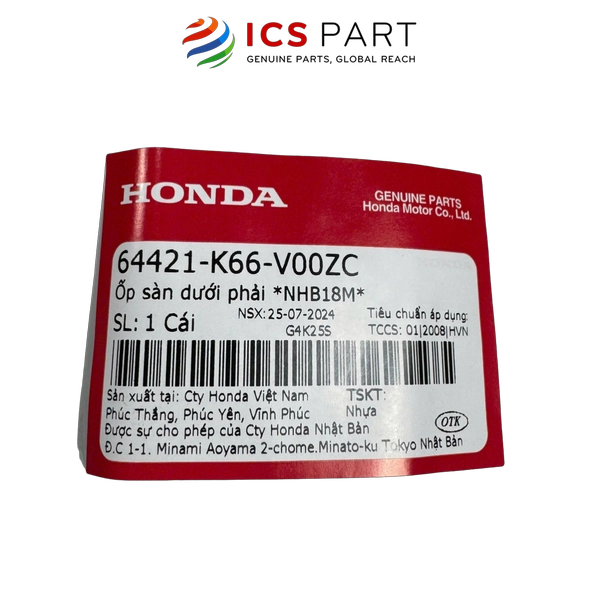 ICS PART
GENUINE PARTS, GLOBAL REACH
HONDA
GENUINE PARTS
Honda Motor Co., Ltd.
64421-K66-V00ZC
Ốp sàn dưới phải *NHB18M*
SL: 1 Cái
NSX: 25-07-2024
G4K25S
Tiêu chuẩn áp dụng:
TCCS: 01|2008|HVN
Sản xuất tại: Cty Honda Việt Nam
Phúc Thắng, Phúc Yên, Vĩnh Phúc
TSKT:
Nhựa
Được sự cho phép của Cty Honda Nhật Bản
Đ.C 1-1. Minami Aoyama 2-chome.Minato-ku Tokyo Nhật Bản
OTK